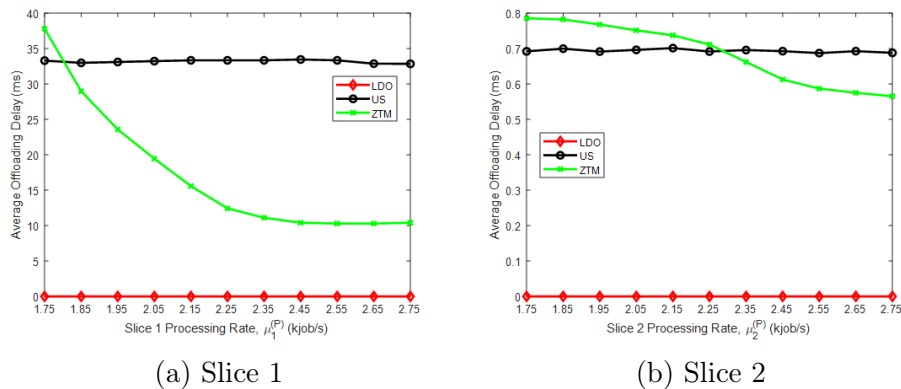 40
35
30
25
20
15
10
5
0
Average Offloading Delay (ms)
LDO
US
ZTM
1.75 1.85 1.95 2.05 2.15 2.25 2.35 2.45 2.55 2.65 2.75
Slice 1 Processing Rate, μ₁⁽ᴾ⁾ (kjob/s)
(a) Slice 1
0.8
0.7
0.6
0.5
0.4
0.3
0.2
0.1
0
Average Offloading Delay (ms)
LDO
US
ZTM
1.75 1.85 1.95 2.05 2.15 2.25 2.35 2.45 2.55 2.65 2.75
Slice 2 Processing Rate, μ₂⁽ᴾ⁾ (kjob/s)
(b) Slice 2